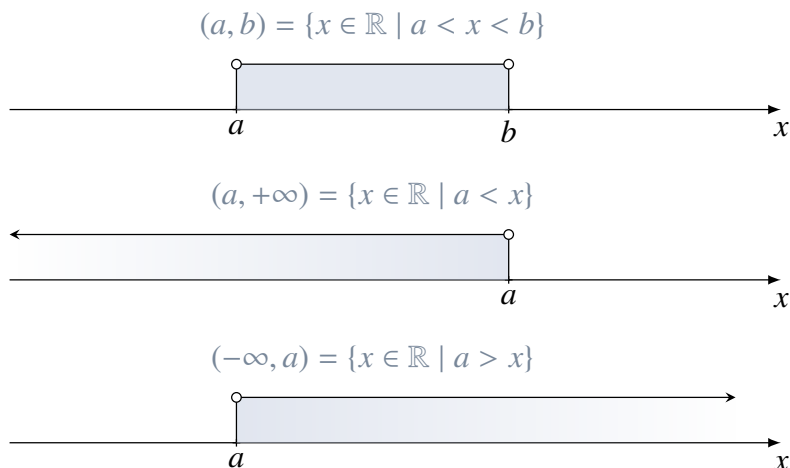 (a, b) = {x ∈ ℝ | a < x < b}
a b x
(a, +∞) = {x ∈ ℝ | a < x}
a x
(−∞, a) = {x ∈ ℝ | a > x}
a x